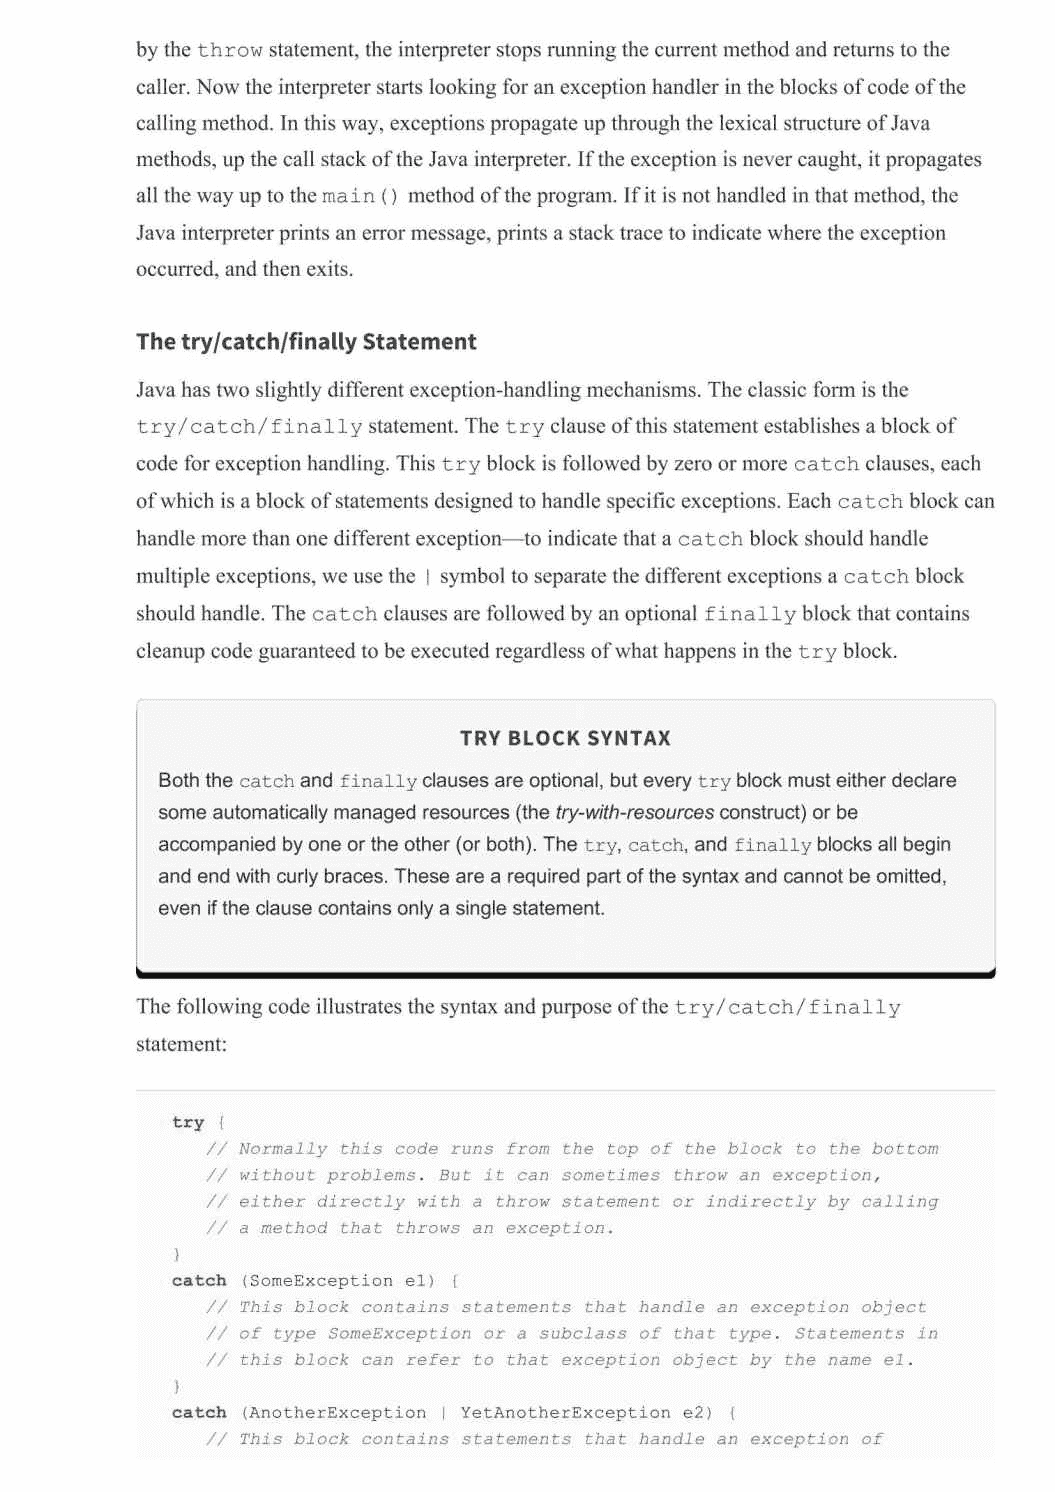 by the throw statement, the interpreter stops running the current method and returns to the
caller. Now the interpreter starts looking for an exception handler in the blocks of code of the
calling method. In this way, exceptions propagate up through the lexical structure of Java
methods, up the call stack of the Java interpreter. If the exception is never caught, it propagates
all the way up to the main() method of the program. If it is not handled in that method, the
Java interpreter prints an error message, prints a stack trace to indicate where the exception
occurred, and then exits.
The try/catch/finally Statement
Java has two slightly different exception-handling mechanisms. The classic form is the
try/catch/finally statement. The try clause of this statement establishes a block of
code for exception handling. This try block is followed by zero or more catch clauses, each
of which is a block of statements designed to handle specific exceptions. Each catch block can
handle more than one different exception—to indicate that a catch block should handle
multiple exceptions, we use the | symbol to separate the different exceptions a catch block
should handle. The catch clauses are followed by an optional finally block that contains
cleanup code guaranteed to be executed regardless of what happens in the try block.
TRY BLOCK SYNTAX
Both the catch and finally clauses are optional, but every try block must either declare
some automatically managed resources (the try-with-resources construct) or be
accompanied by one or the other (or both). The try, catch, and finally blocks all begin
and end with curly braces. These are a required part of the syntax and cannot be omitted,
even if the clause contains only a single statement.
The following code illustrates the syntax and purpose of the try/catch/finally
statement:
try {
// Normally this code runs from the top of the block to the bottom
// without problems. But it can sometimes throw an exception,
// either directly with a throw statement or indirectly by calling
// a method that throws an exception.
}
catch (SomeException e1) {
// This block contains statements that handle an exception object
// of type SomeException or a subclass of that type. Statements in
// this block can refer to that exception object by the name e1.
}
catch (AnotherException | YetAnotherException e2) {
// This block contains statements that handle an exception of